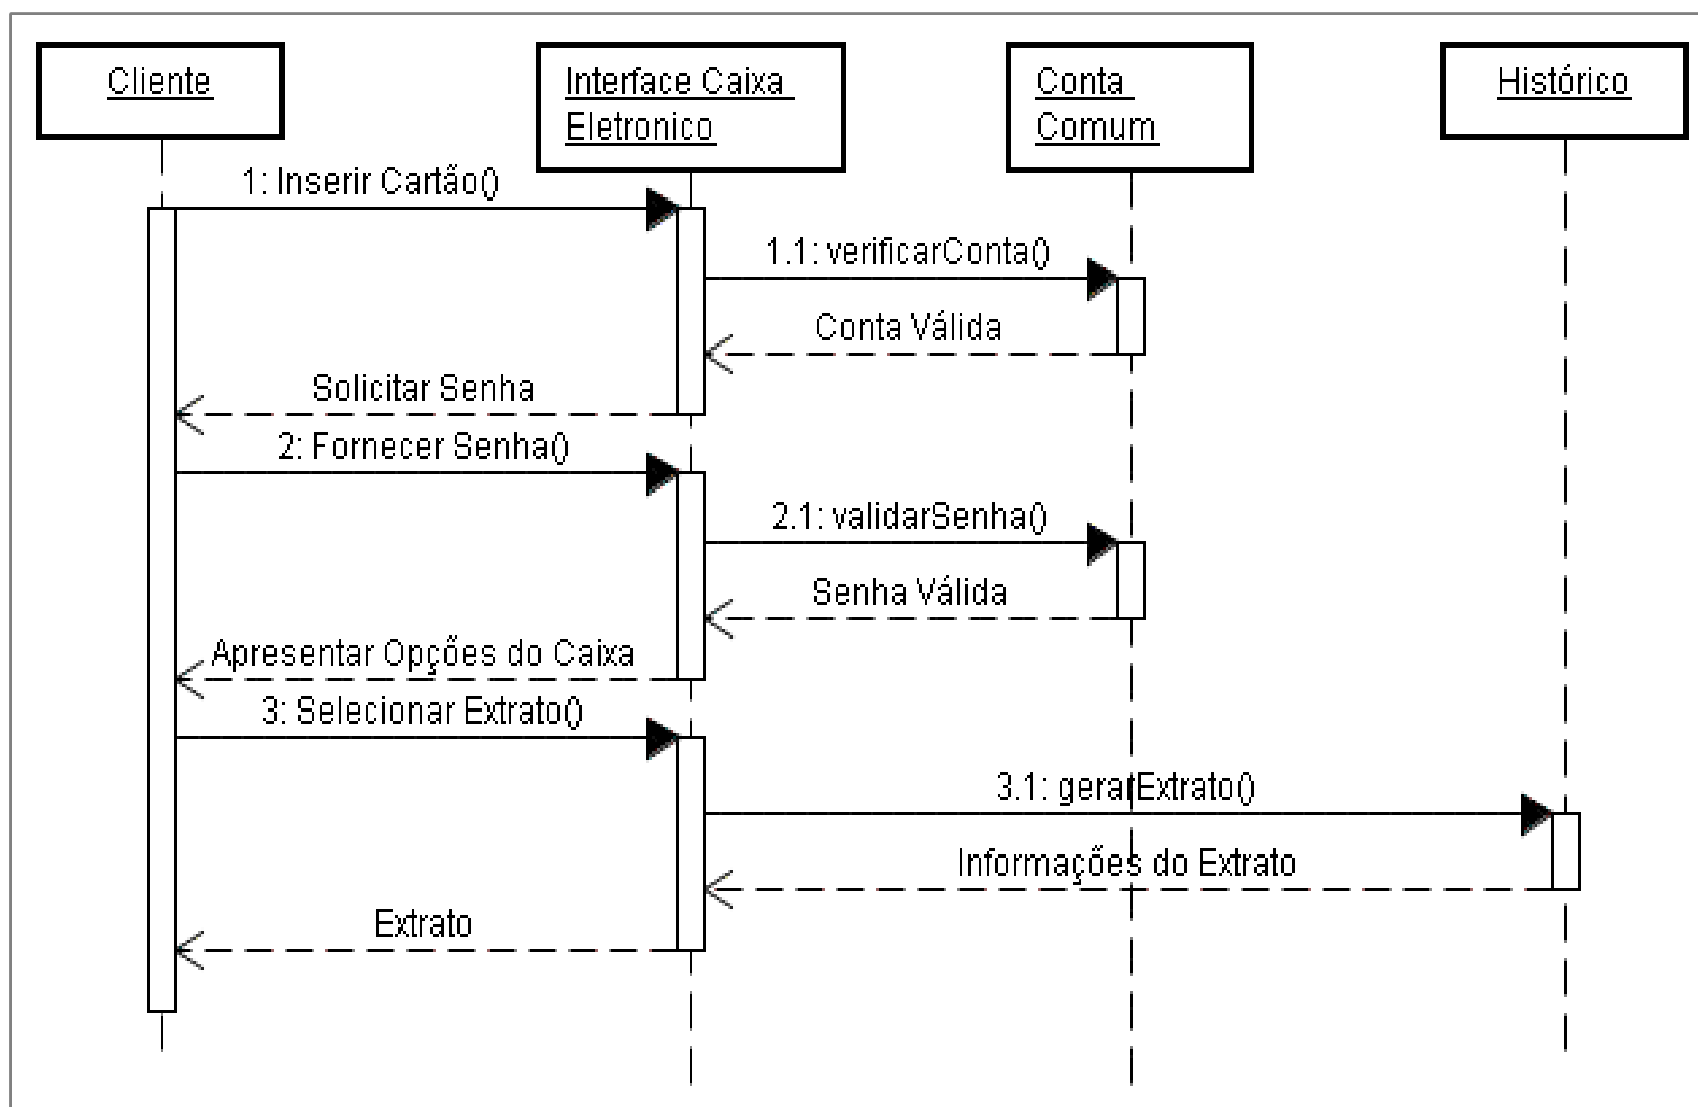 Cliente
Interface Caixa
Eletronico
Conta
Comum
Histórico
1: Inserir Cartão()
1.1: verificarConta()
Conta Válida
Solicitar Senha
2: Fornecer Senha()
2.1: validarSenha()
Senha Válida
Apresentar Opções do Caixa
3: Selecionar Extrato()
3.1: gerarExtrato()
Informações do Extrato
Extrato